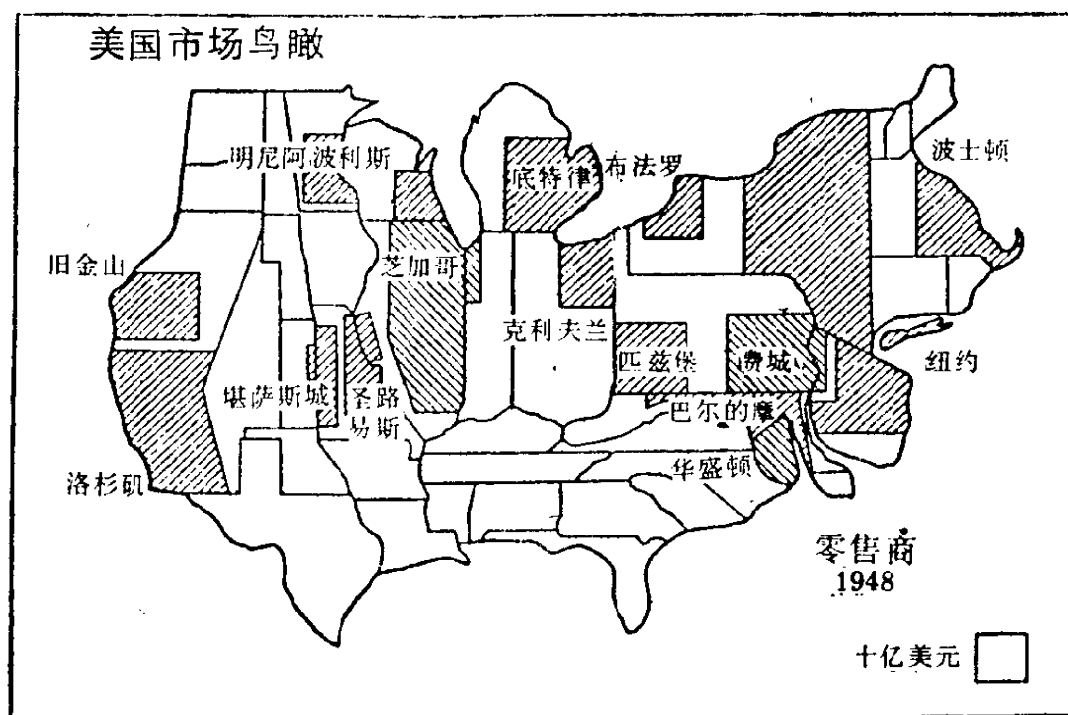 美国市场鸟瞰
明尼阿波利斯
底特律
布法罗
波士顿
旧金山
芝加哥
克利夫兰
匹兹堡
费城
纽约
堪萨斯城
圣路
易斯
巴尔的摩
洛杉矶
华盛顿
零售商
1948
十亿美元